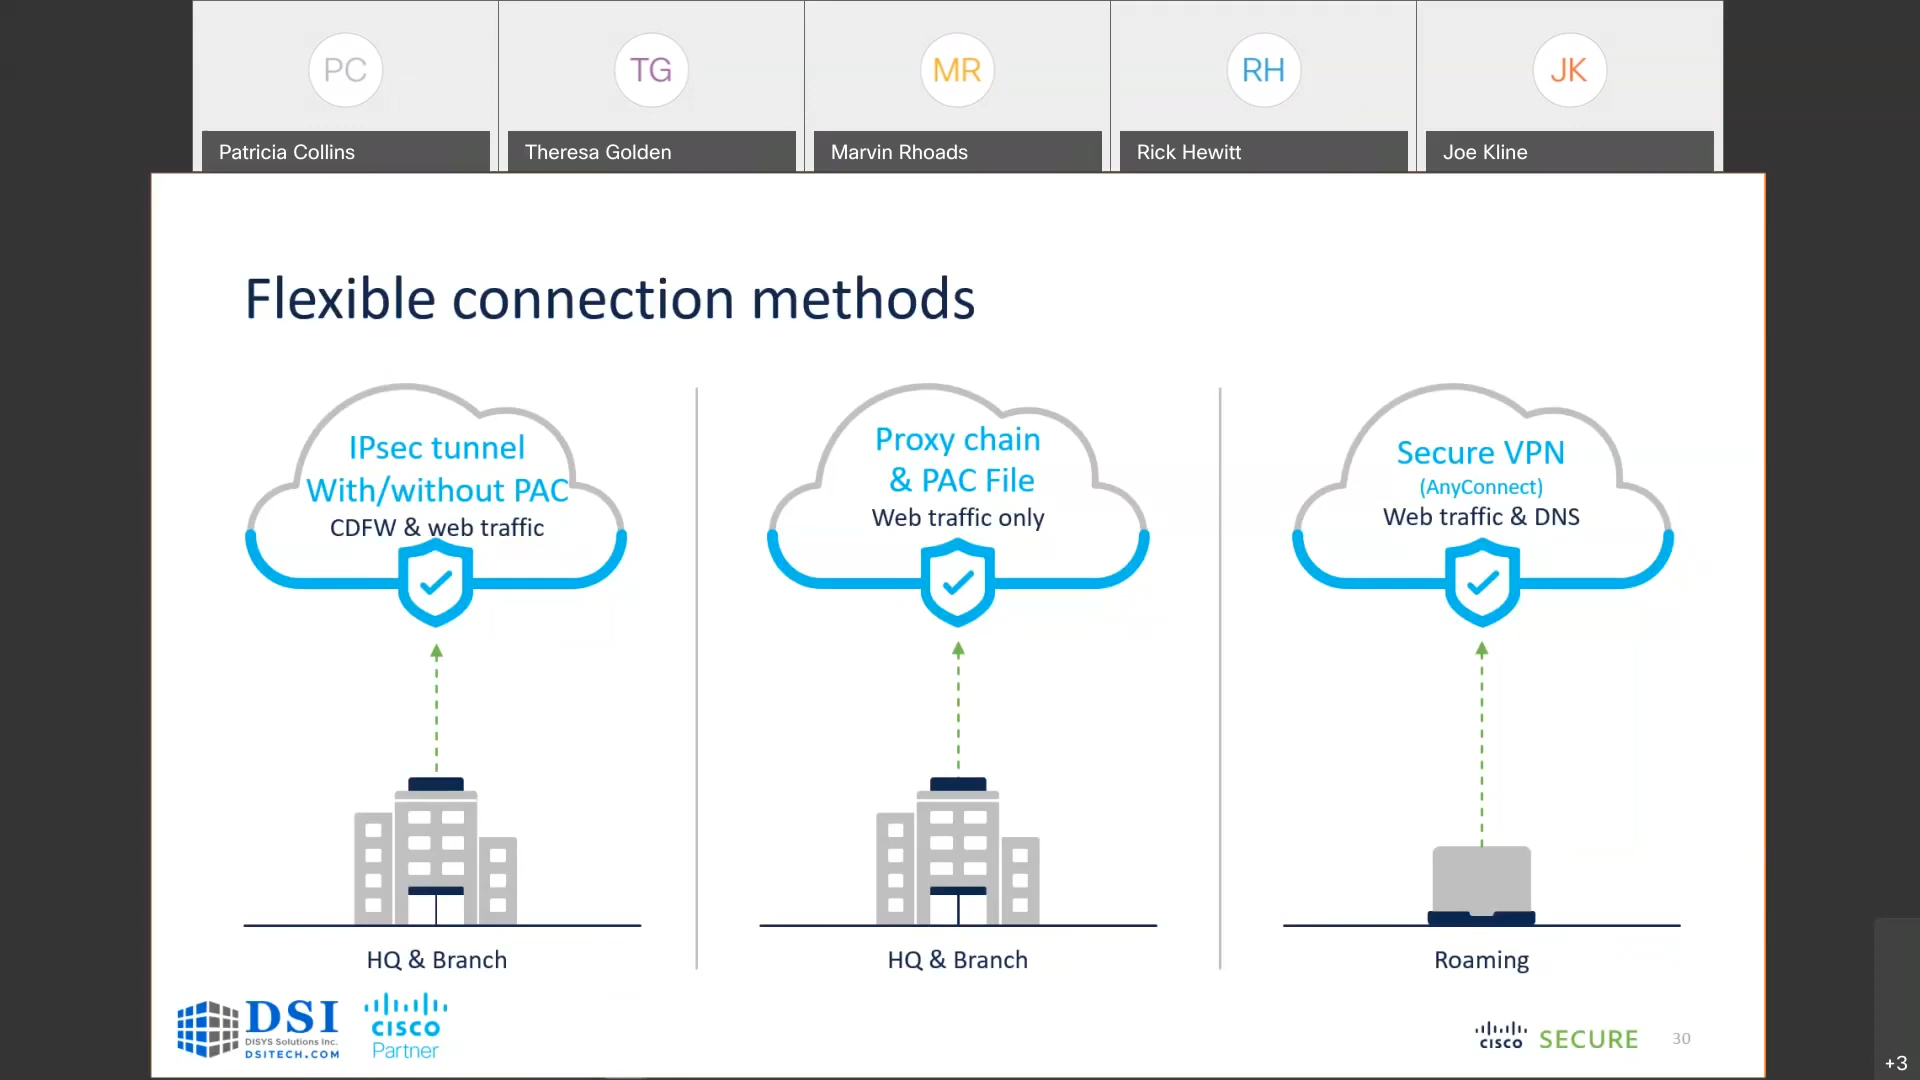 PC
TG
MR
RH
JK
Patricia Collins
Theresa Golden
Marvin Rhoads
Rick Hewitt
Joe Kline
Flexible connection methods
IPsec tunnel
With/without PAC
CDFW & web traffic
Proxy chain
& PAC File
Web traffic only
Secure VPN
(AnyConnect)
Web traffic & DNS
HQ & Branch
HQ & Branch
Roaming
DSI
DISYS Solutions Inc.
DSITECH.COM
CISCO
Partner
CISCO
SECURE
30
+3